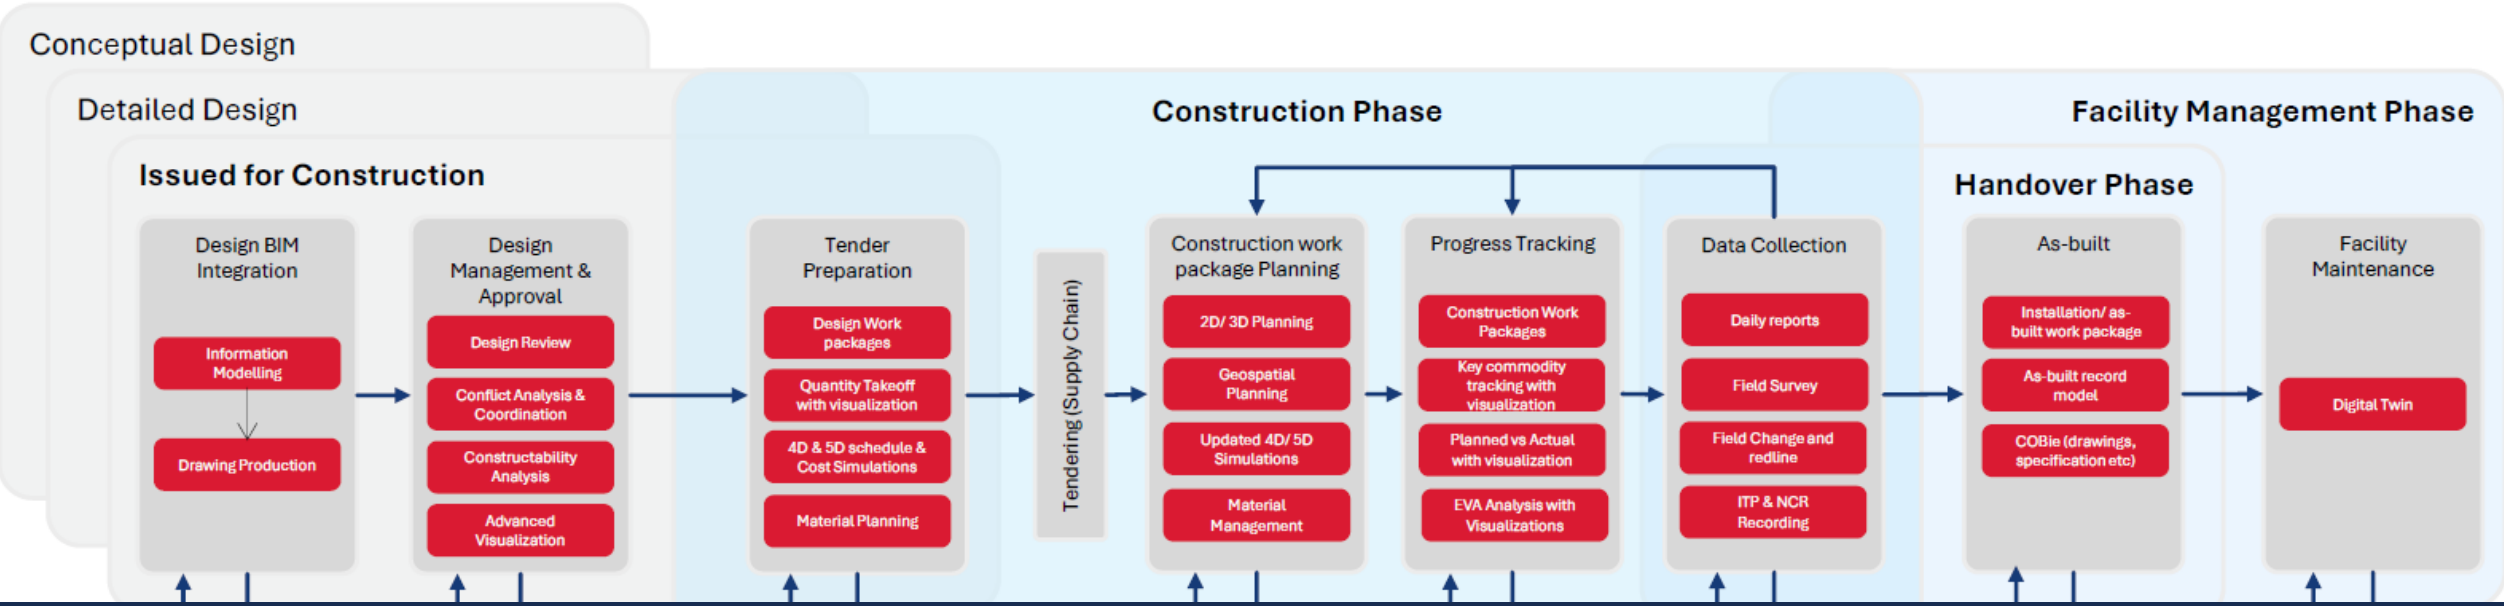 Conceptual Design
Detailed Design
Construction Phase
Facility Management Phase
Issued for Construction
Handover Phase
Design BIM
Integration
Information
Modelling
Drawing Production
Design
Management &
Approval
Design Review
Conflict Analysis &
Coordination
Constructability
Analysis
Advanced
Visualization
Tender
Preparation
Design Work
packages
Quantity Takeoff
with visualization
4D & 5D schedule &
Cost Simulations
Material Planning
Tendering (Supply Chain)
Construction work
package Planning
2D/ 3D Planning
Geospatial
Planning
Updated 4D/ 5D
Simulations
Material
Management
Progress Tracking
Construction Work
Packages
Key commodity
tracking with
visualization
Planned vs Actual
with visualization
EVA Analysis with
Visualizations
Data Collection
Daily reports
Field Survey
Field Change and
redline
ITP & NCR
Recording
As-built
Installation/ as-
built work package
As-built record
model
COBie (drawings,
specification etc)
Facility
Maintenance
Digital Twin